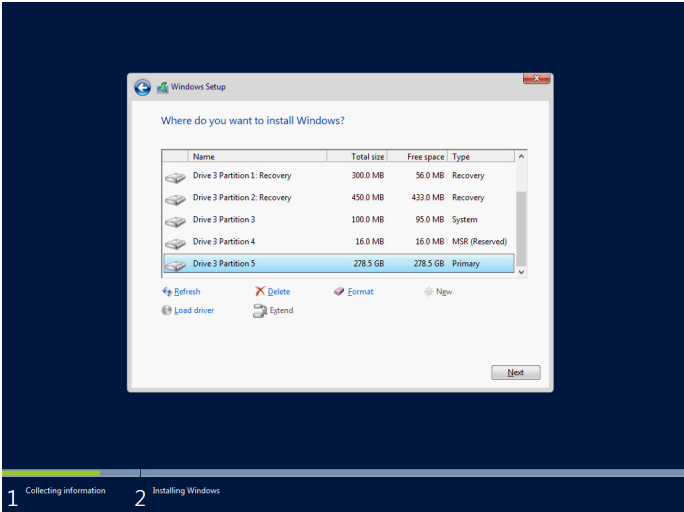 Windows Setup
Where do you want to install Windows?
Name Total size Free space Type
Drive 3 Partition 1: Recovery 300.0 MB 56.0 MB Recovery
Drive 3 Partition 2: Recovery 450.0 MB 433.0 MB Recovery
Drive 3 Partition 3 100.0 MB 95.0 MB System
Drive 3 Partition 4 16.0 MB 16.0 MB MSR (Reserved)
Drive 3 Partition 5 278.5 GB 278.5 GB Primary
Refresh Delete Format New
Load driver Extend
Next
1 Collecting information 2 Installing Windows